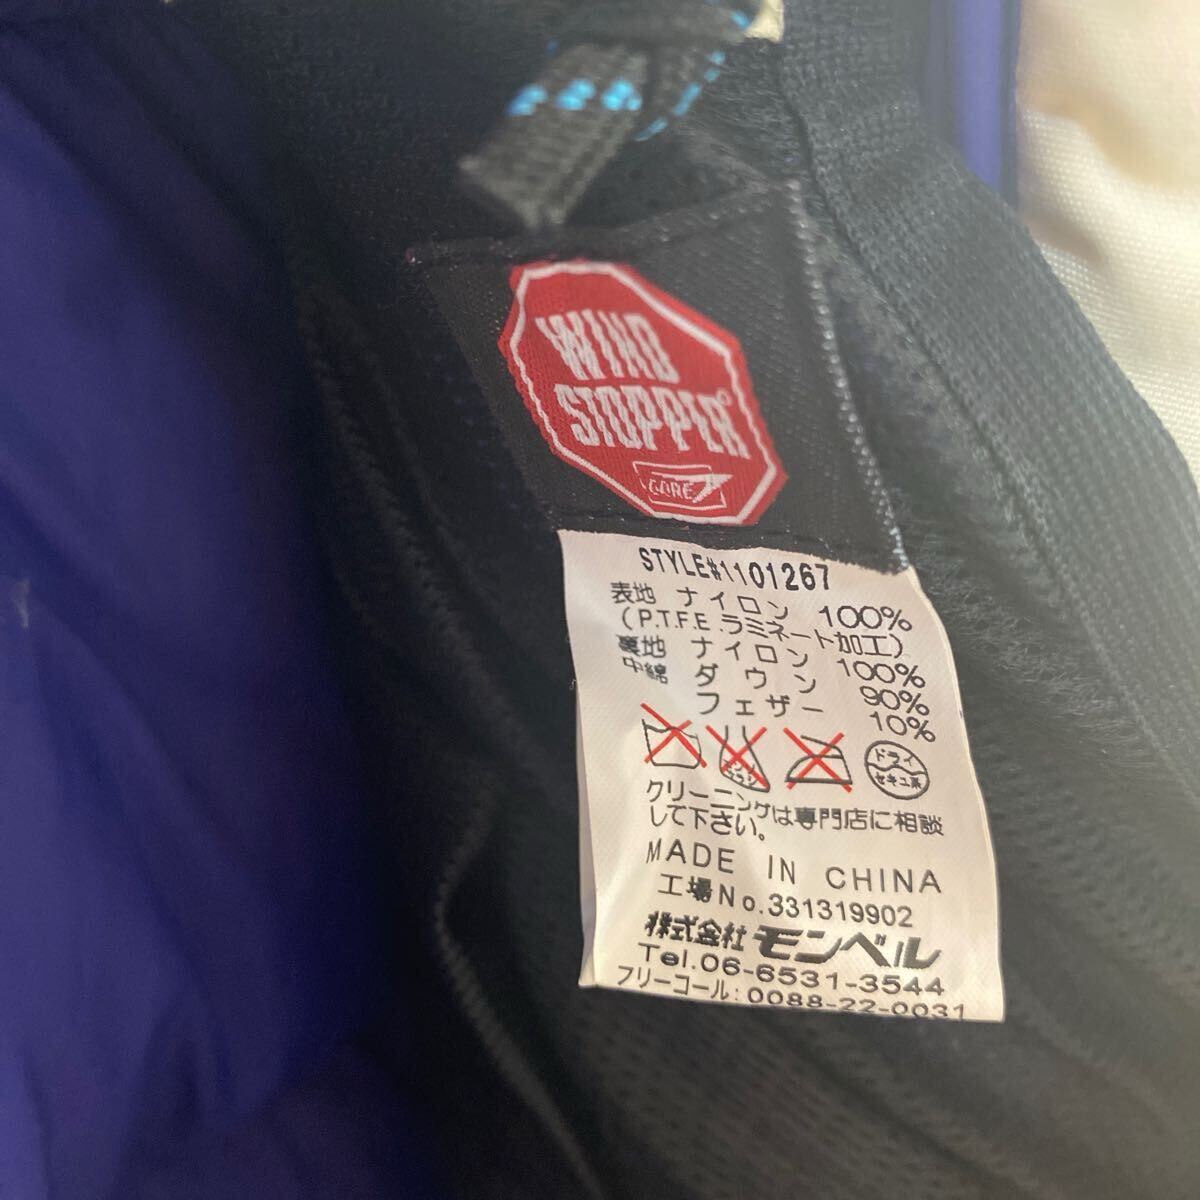 WIND
STOPPER®
GORE
STYLE#1101267
表地 ナイロン 100%
(P.T.F.E.ラミネート加工)
裏地 ナイロン 100%
中綿 ダウン 90%
フェザー 10%
ドライ
セキユ系
クリーニングは専門店に相談
して下さい。
MADE IN CHINA
工場No.331319902
株式会社モンベル
Tel.06-6531-3544
フリーコール:0088-22-0031